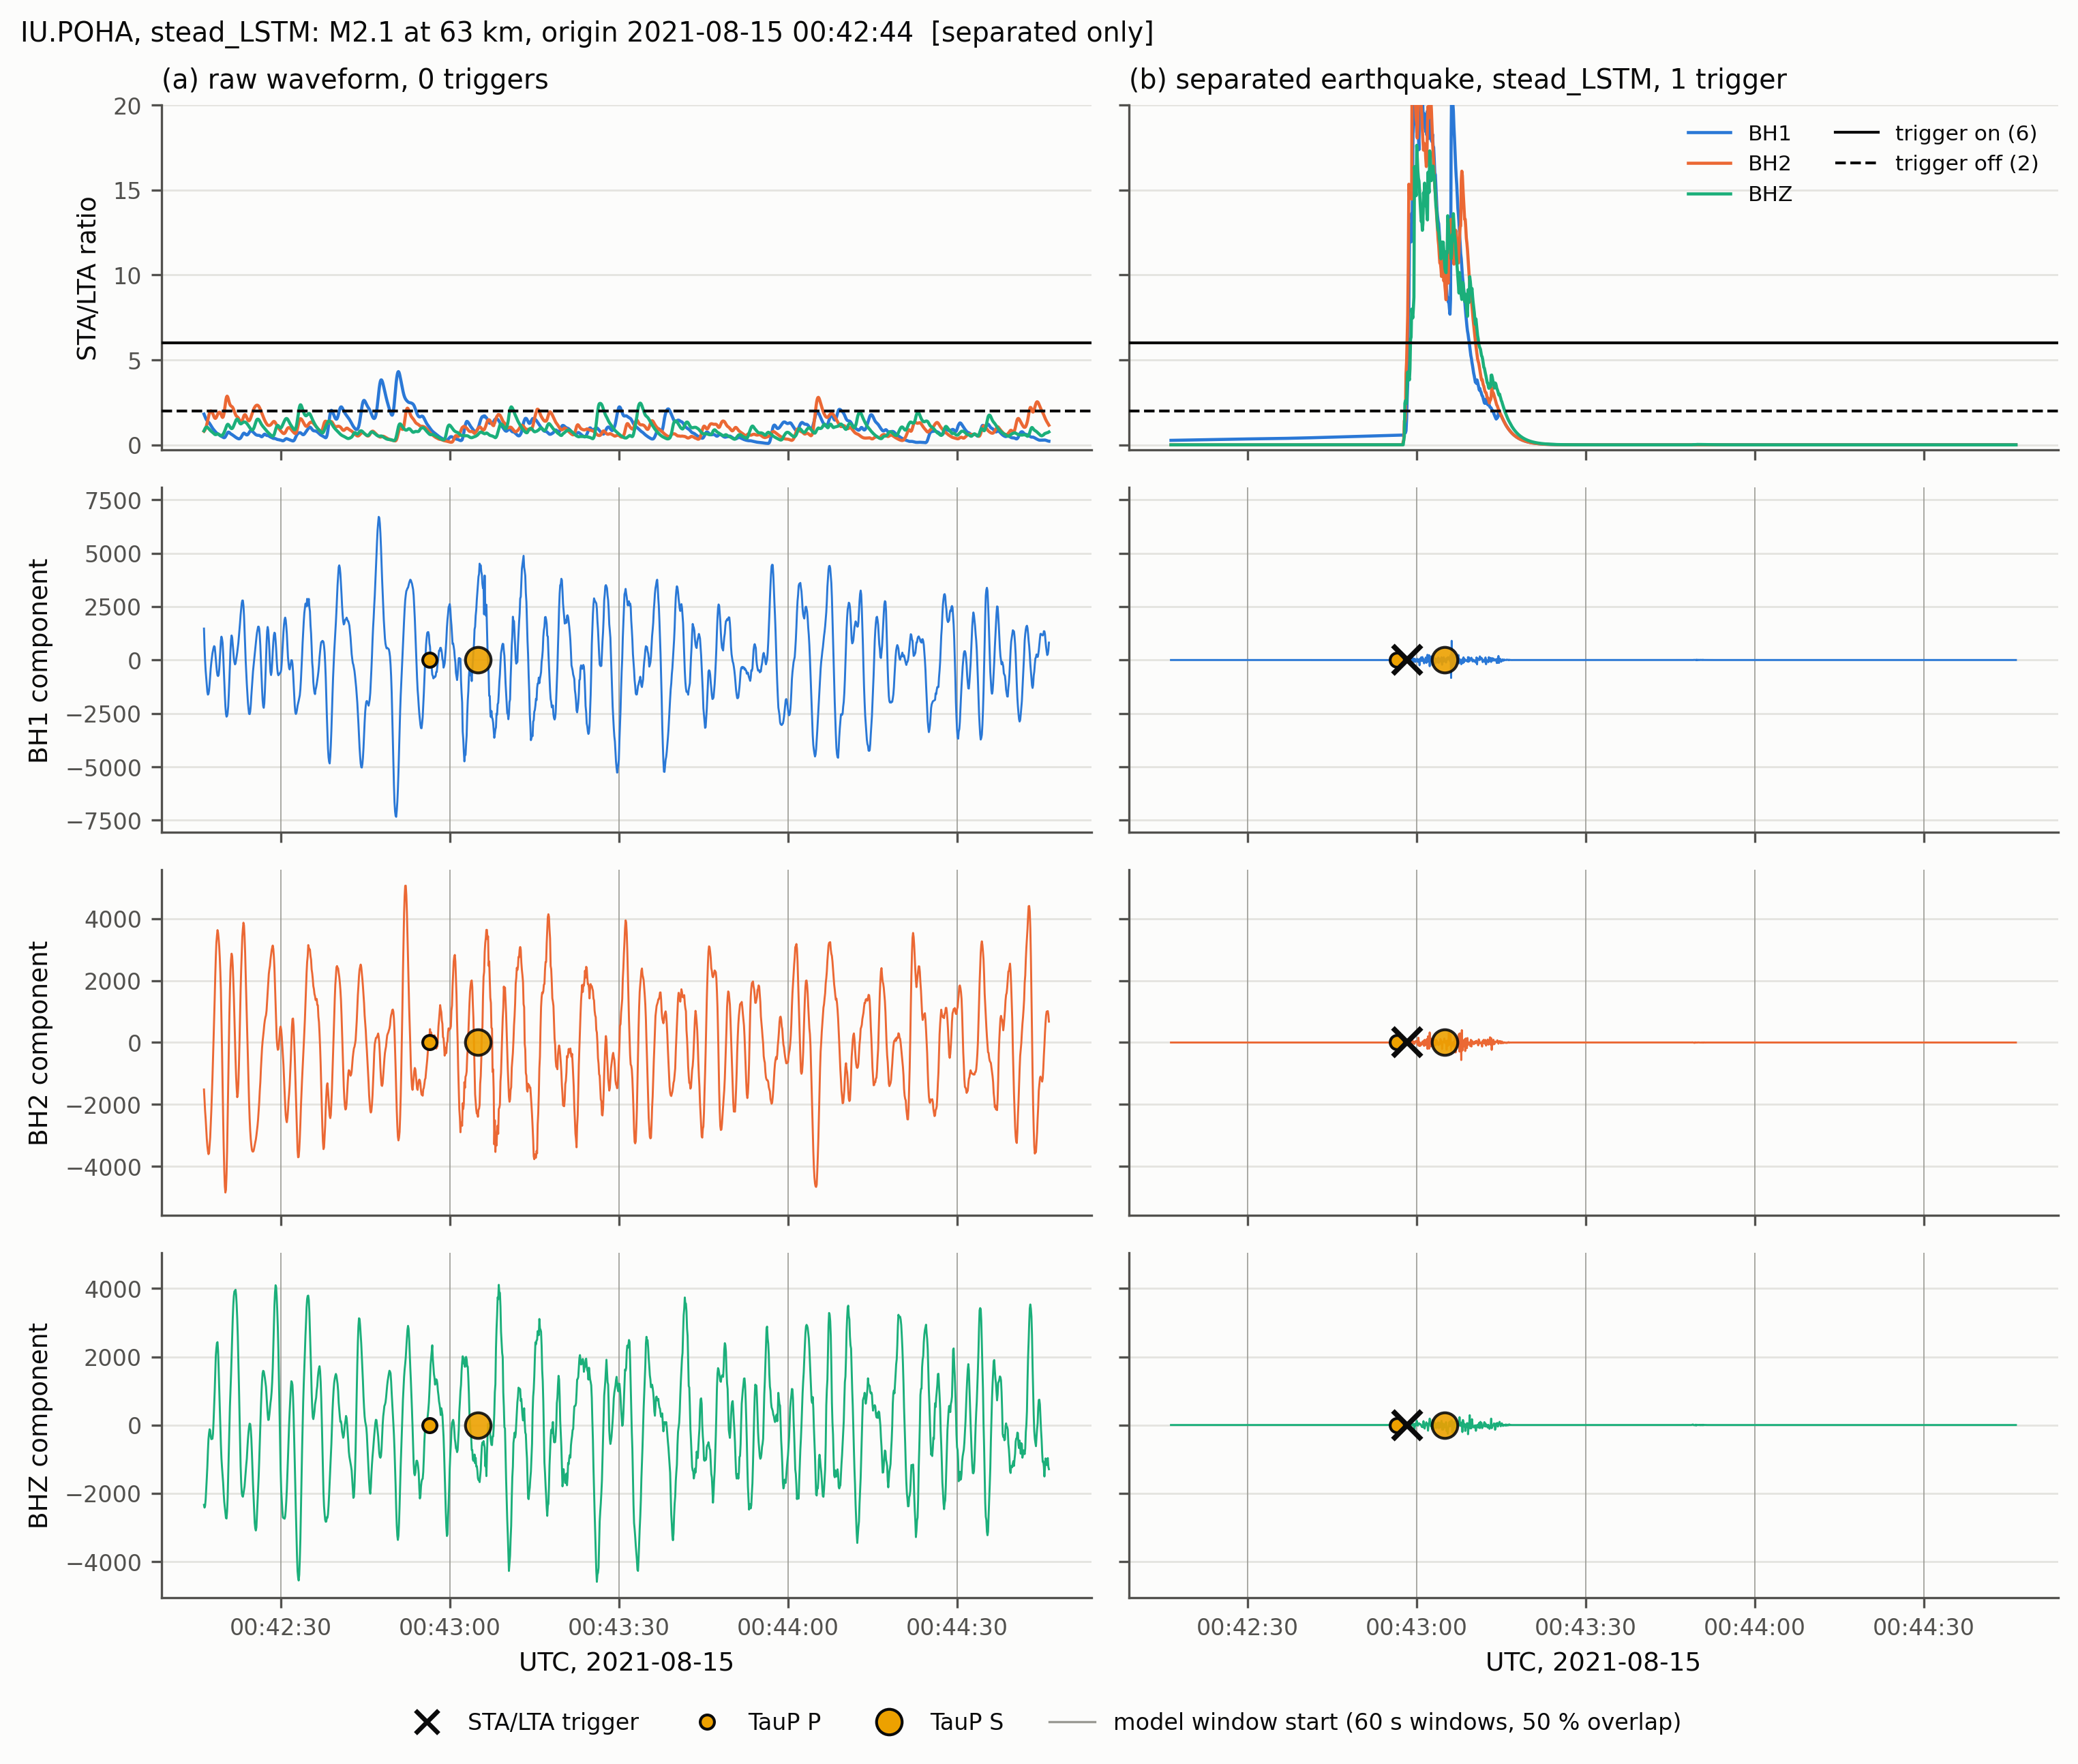 IU.POHA, stead_LSTM: M2.1 at 63 km, origin 2021-08-15 00:42:44  [separated only]
(a) raw waveform, 0 triggers
(b) separated earthquake, stead_LSTM, 1 trigger
STA/LTA ratio
20
15
10
5
0
BH1
BH2
BHZ
trigger on (6)
trigger off (2)
BH1 component
7500
5000
2500
0
−2500
−5000
−7500
BH2 component
4000
2000
0
−2000
−4000
BHZ component
4000
2000
0
−2000
−4000
00:42:30 00:43:00 00:43:30 00:44:00 00:44:30
00:42:30 00:43:00 00:43:30 00:44:00 00:44:30
UTC, 2021-08-15
UTC, 2021-08-15
STA/LTA trigger
TauP P
TauP S
model window start (60 s windows, 50 % overlap)